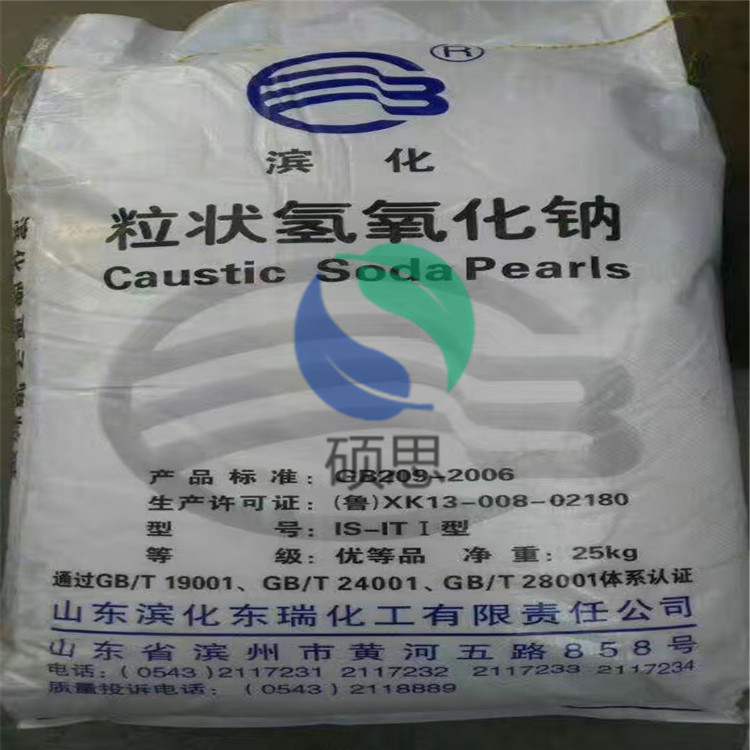 ®
滨化
粒状氢氧化钠
Caustic Soda Pearls
硕思
产品标准：GB209-2006
生产许可证：(鲁)XK13-008-02180
型号：IS-IT Ⅰ型
等级：优等品 净重：25kg
通过GB/T 19001、GB/T 24001、GB/T 28001体系认证
山东滨化东瑞化工有限责任公司
山东省滨州市黄河五路858号
电话：(0543)2117231 2117232 2117233 2117234
质量投诉电话：(0543)2118889